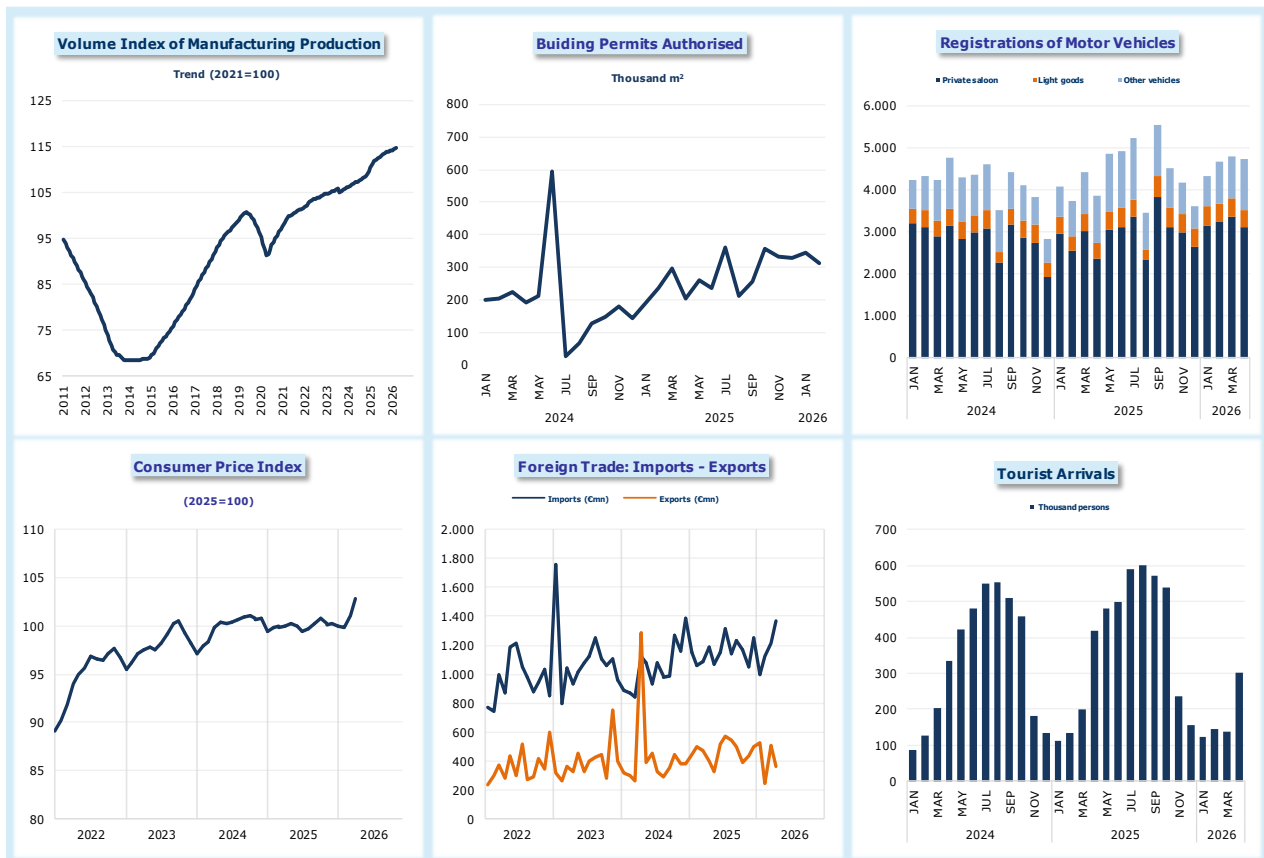 Volume Index of Manufacturing Production
Trend (2021=100)
125
115
105
95
85
75
65
2011 2012 2013 2014 2015 2016 2017 2018 2019 2020 2021 2022 2023 2024 2025 2026
Buiding Permits Authorised
Thousand m²
800
700
600
500
400
300
200
100
0
JAN MAR MAY JUL SEP NOV JAN MAR MAY JUL SEP NOV JAN
2024 2025 2026
Registrations of Motor Vehicles
Private saloon Light goods Other vehicles
6.000
5.000
4.000
3.000
2.000
1.000
0
JAN MAR MAY JUL SEP NOV JAN MAR MAY JUL SEP NOV JAN MAR
2024 2025 2026
Consumer Price Index
(2025=100)
110
105
100
95
90
85
80
2022 2023 2024 2025 2026
Foreign Trade: Imports - Exports
Imports (€mn) Exports (€mn)
2.000
1.800
1.600
1.400
1.200
1.000
800
600
400
200
0
2022 2023 2024 2025 2026
Tourist Arrivals
Thousand persons
700
600
500
400
300
200
100
0
JAN MAR MAY JUL SEP NOV JAN MAR MAY JUL SEP NOV JAN MAR
2024 2025 2026